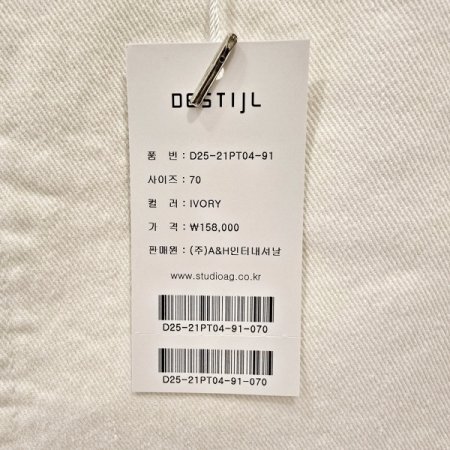 DESTIJL
품 번 : D25-21PT04-91
사이즈 : 70
컬 러 : IVORY
가 격 : ₩158,000
판매원 : (주)A&H인터내셔날
www.studioag.co.kr
D25-21PT04-91-070
D25-21PT04-91-070